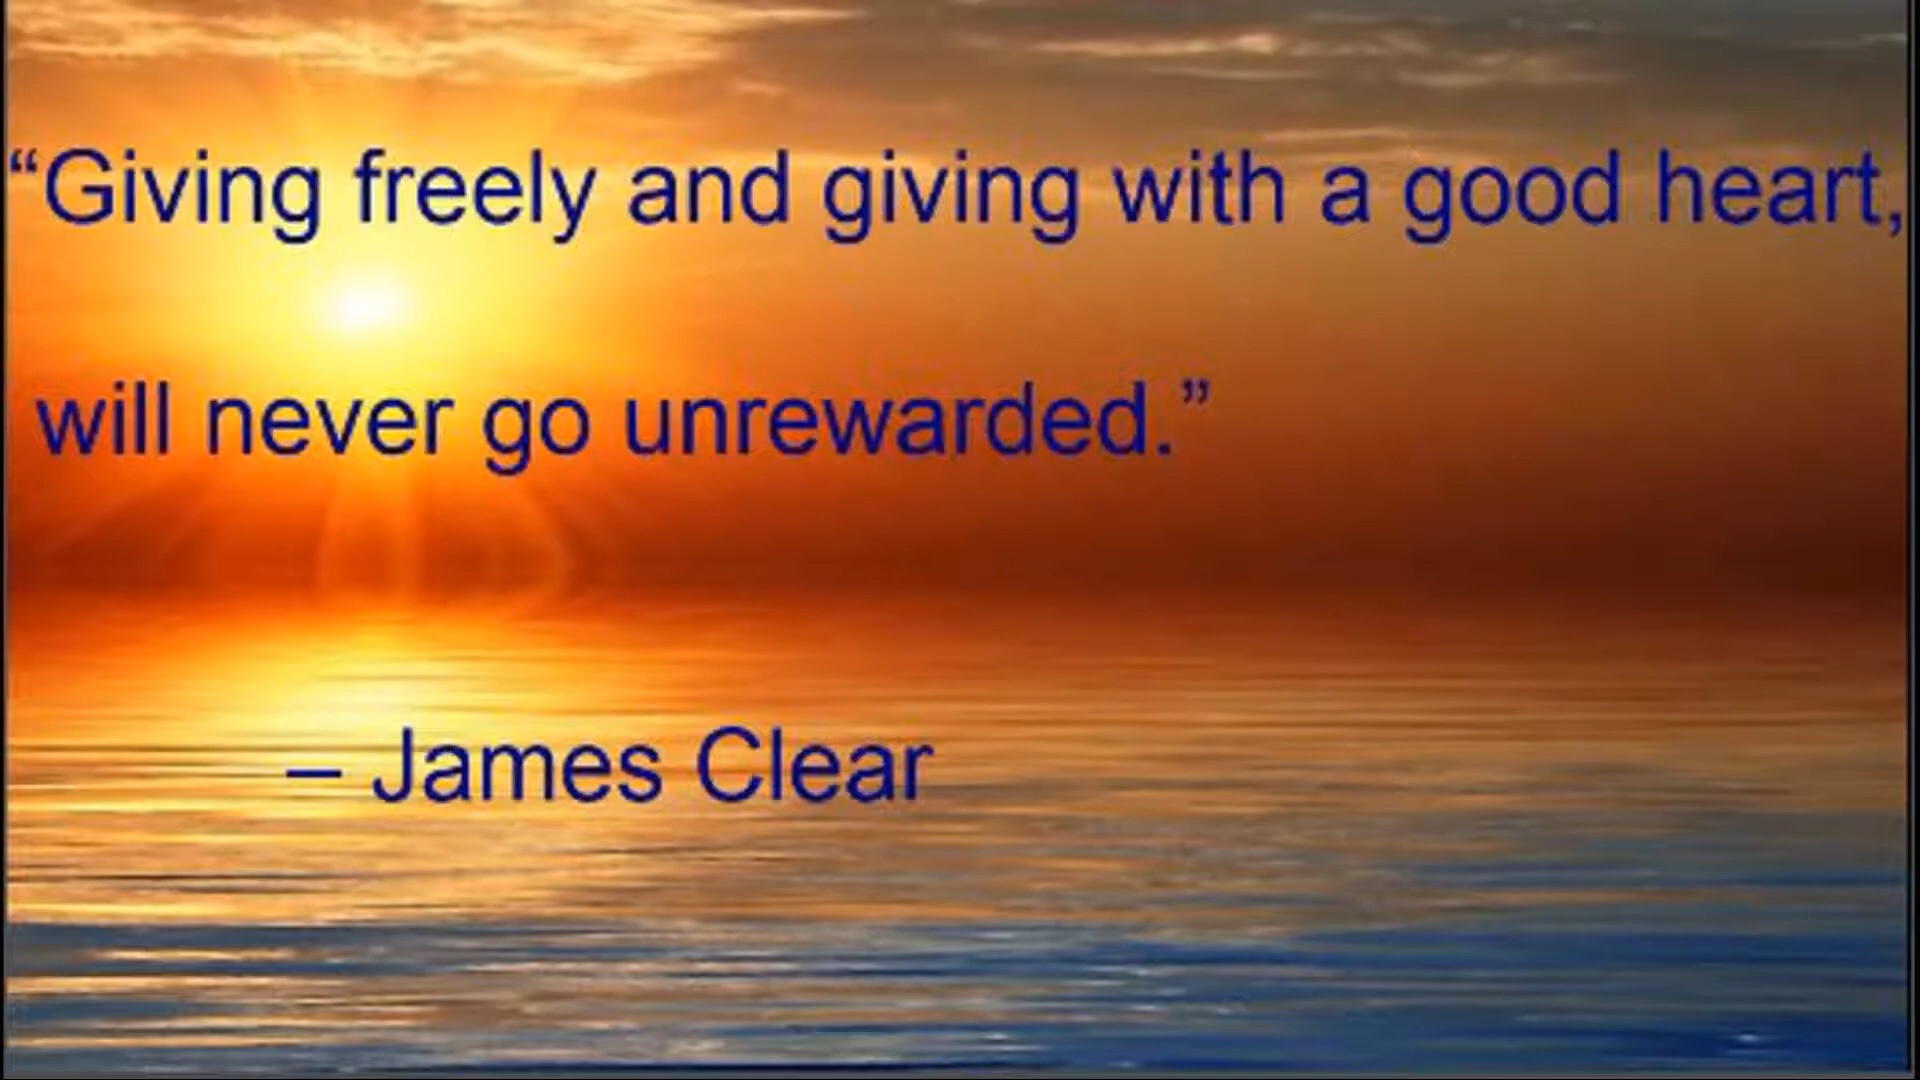 “Giving freely and giving with a good heart,
will never go unrewarded.”
– James Clear